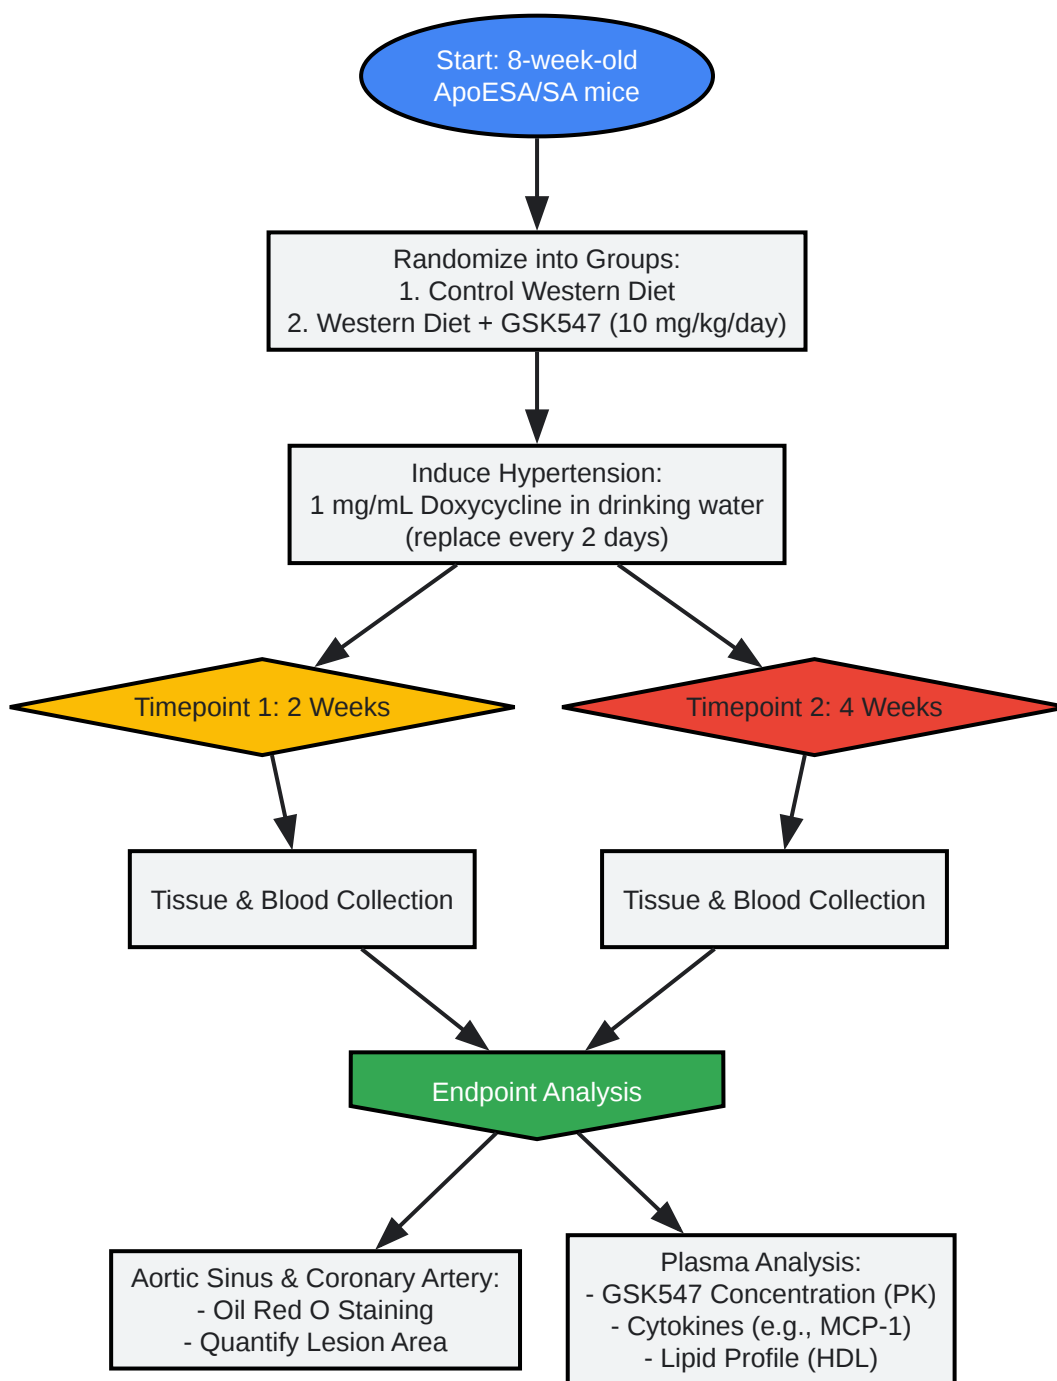 Start: 8-week-old
ApoESA/SA mice
Randomize into Groups:
1. Control Western Diet
2. Western Diet + GSK547 (10 mg/kg/day)
Induce Hypertension:
1 mg/mL Doxycycline in drinking water
(replace every 2 days)
Timepoint 1: 2 Weeks
Timepoint 2: 4 Weeks
Tissue & Blood Collection
Tissue & Blood Collection
Endpoint Analysis
Aortic Sinus & Coronary Artery:
- Oil Red O Staining
- Quantify Lesion Area
Plasma Analysis:
- GSK547 Concentration (PK)
- Cytokines (e.g., MCP-1)
- Lipid Profile (HDL)